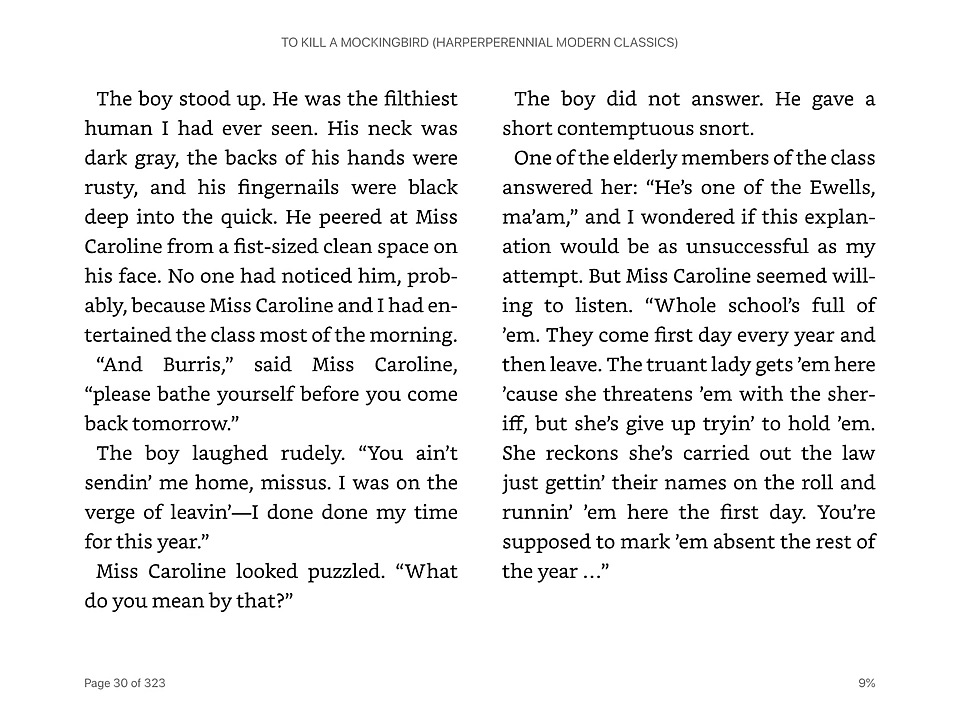 TO KILL A MOCKINGBIRD (HARPERPERENNIAL MODERN CLASSICS)
The boy stood up. He was the filthiest
human I had ever seen. His neck was
dark gray, the backs of his hands were
rusty, and his fingernails were black
deep into the quick. He peered at Miss
Caroline from a fist-sized clean space on
his face. No one had noticed him, prob-
ably, because Miss Caroline and I had en-
tertained the class most of the morning.
“And Burris,” said Miss Caroline,
“please bathe yourself before you come
back tomorrow.”
The boy laughed rudely. “You ain’t
sendin’ me home, missus. I was on the
verge of leavin’—I done done my time
for this year.”
Miss Caroline looked puzzled. “What
do you mean by that?”
The boy did not answer. He gave a
short contemptuous snort.
One of the elderly members of the class
answered her: “He’s one of the Ewells,
ma’am,” and I wondered if this explan-
ation would be as unsuccessful as my
attempt. But Miss Caroline seemed will-
ing to listen. “Whole school’s full of
’em. They come first day every year and
then leave. The truant lady gets ’em here
’cause she threatens ’em with the sher-
iff, but she’s give up tryin’ to hold ’em.
She reckons she’s carried out the law
just gettin’ their names on the roll and
runnin’ ’em here the first day. You’re
supposed to mark ’em absent the rest of
the year …”
Page 30 of 323
9%